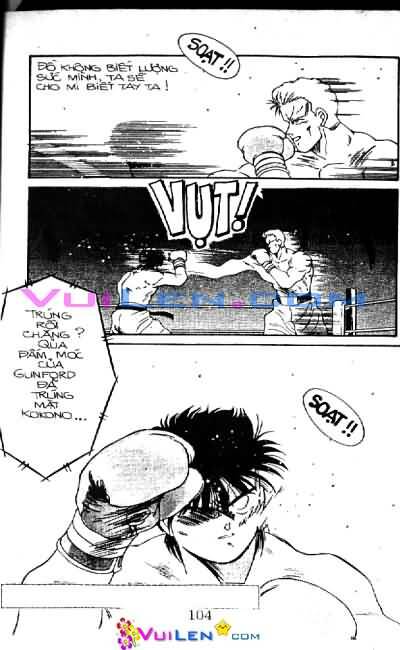 SOẠT!!
ĐỒ KHÔNG BIẾT LƯỢNG
SỨC MÌNH, TA SẼ
CHO MI BIẾT TAY TA!
VỤT!
VUILEN.COM
TRÚNG
RỒI
CHĂNG?
QUẢ
ĐẤM MÓC
CỦA
GUNFORD
ĐÃ
TRÚNG
MẶT
KOKONO...
SOẠT!!
104
VUILEN.COM